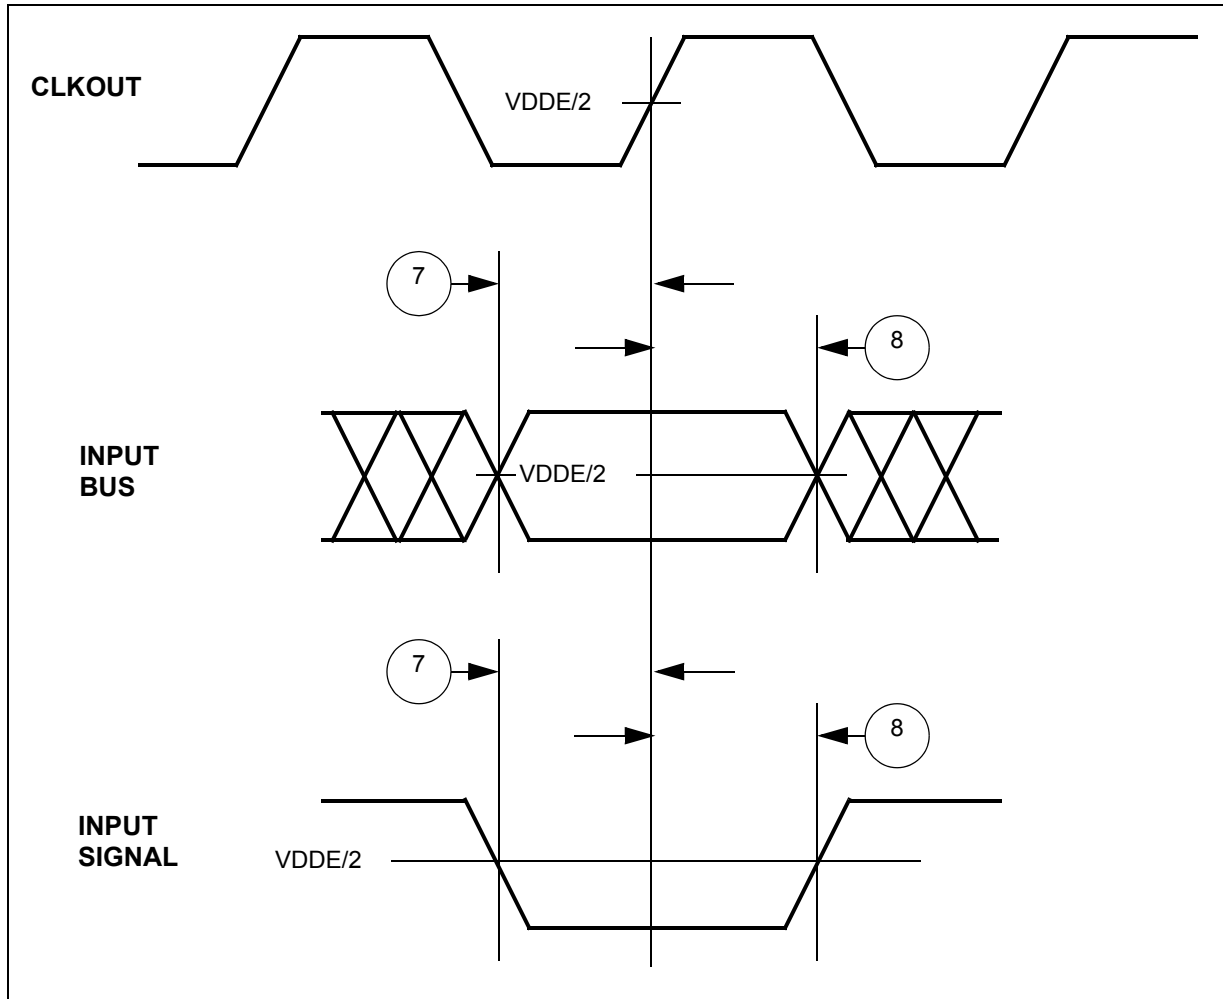 CLKOUT
VDDE/2
7
8
INPUT
BUS
VDDE/2
7
8
INPUT
SIGNAL
VDDE/2